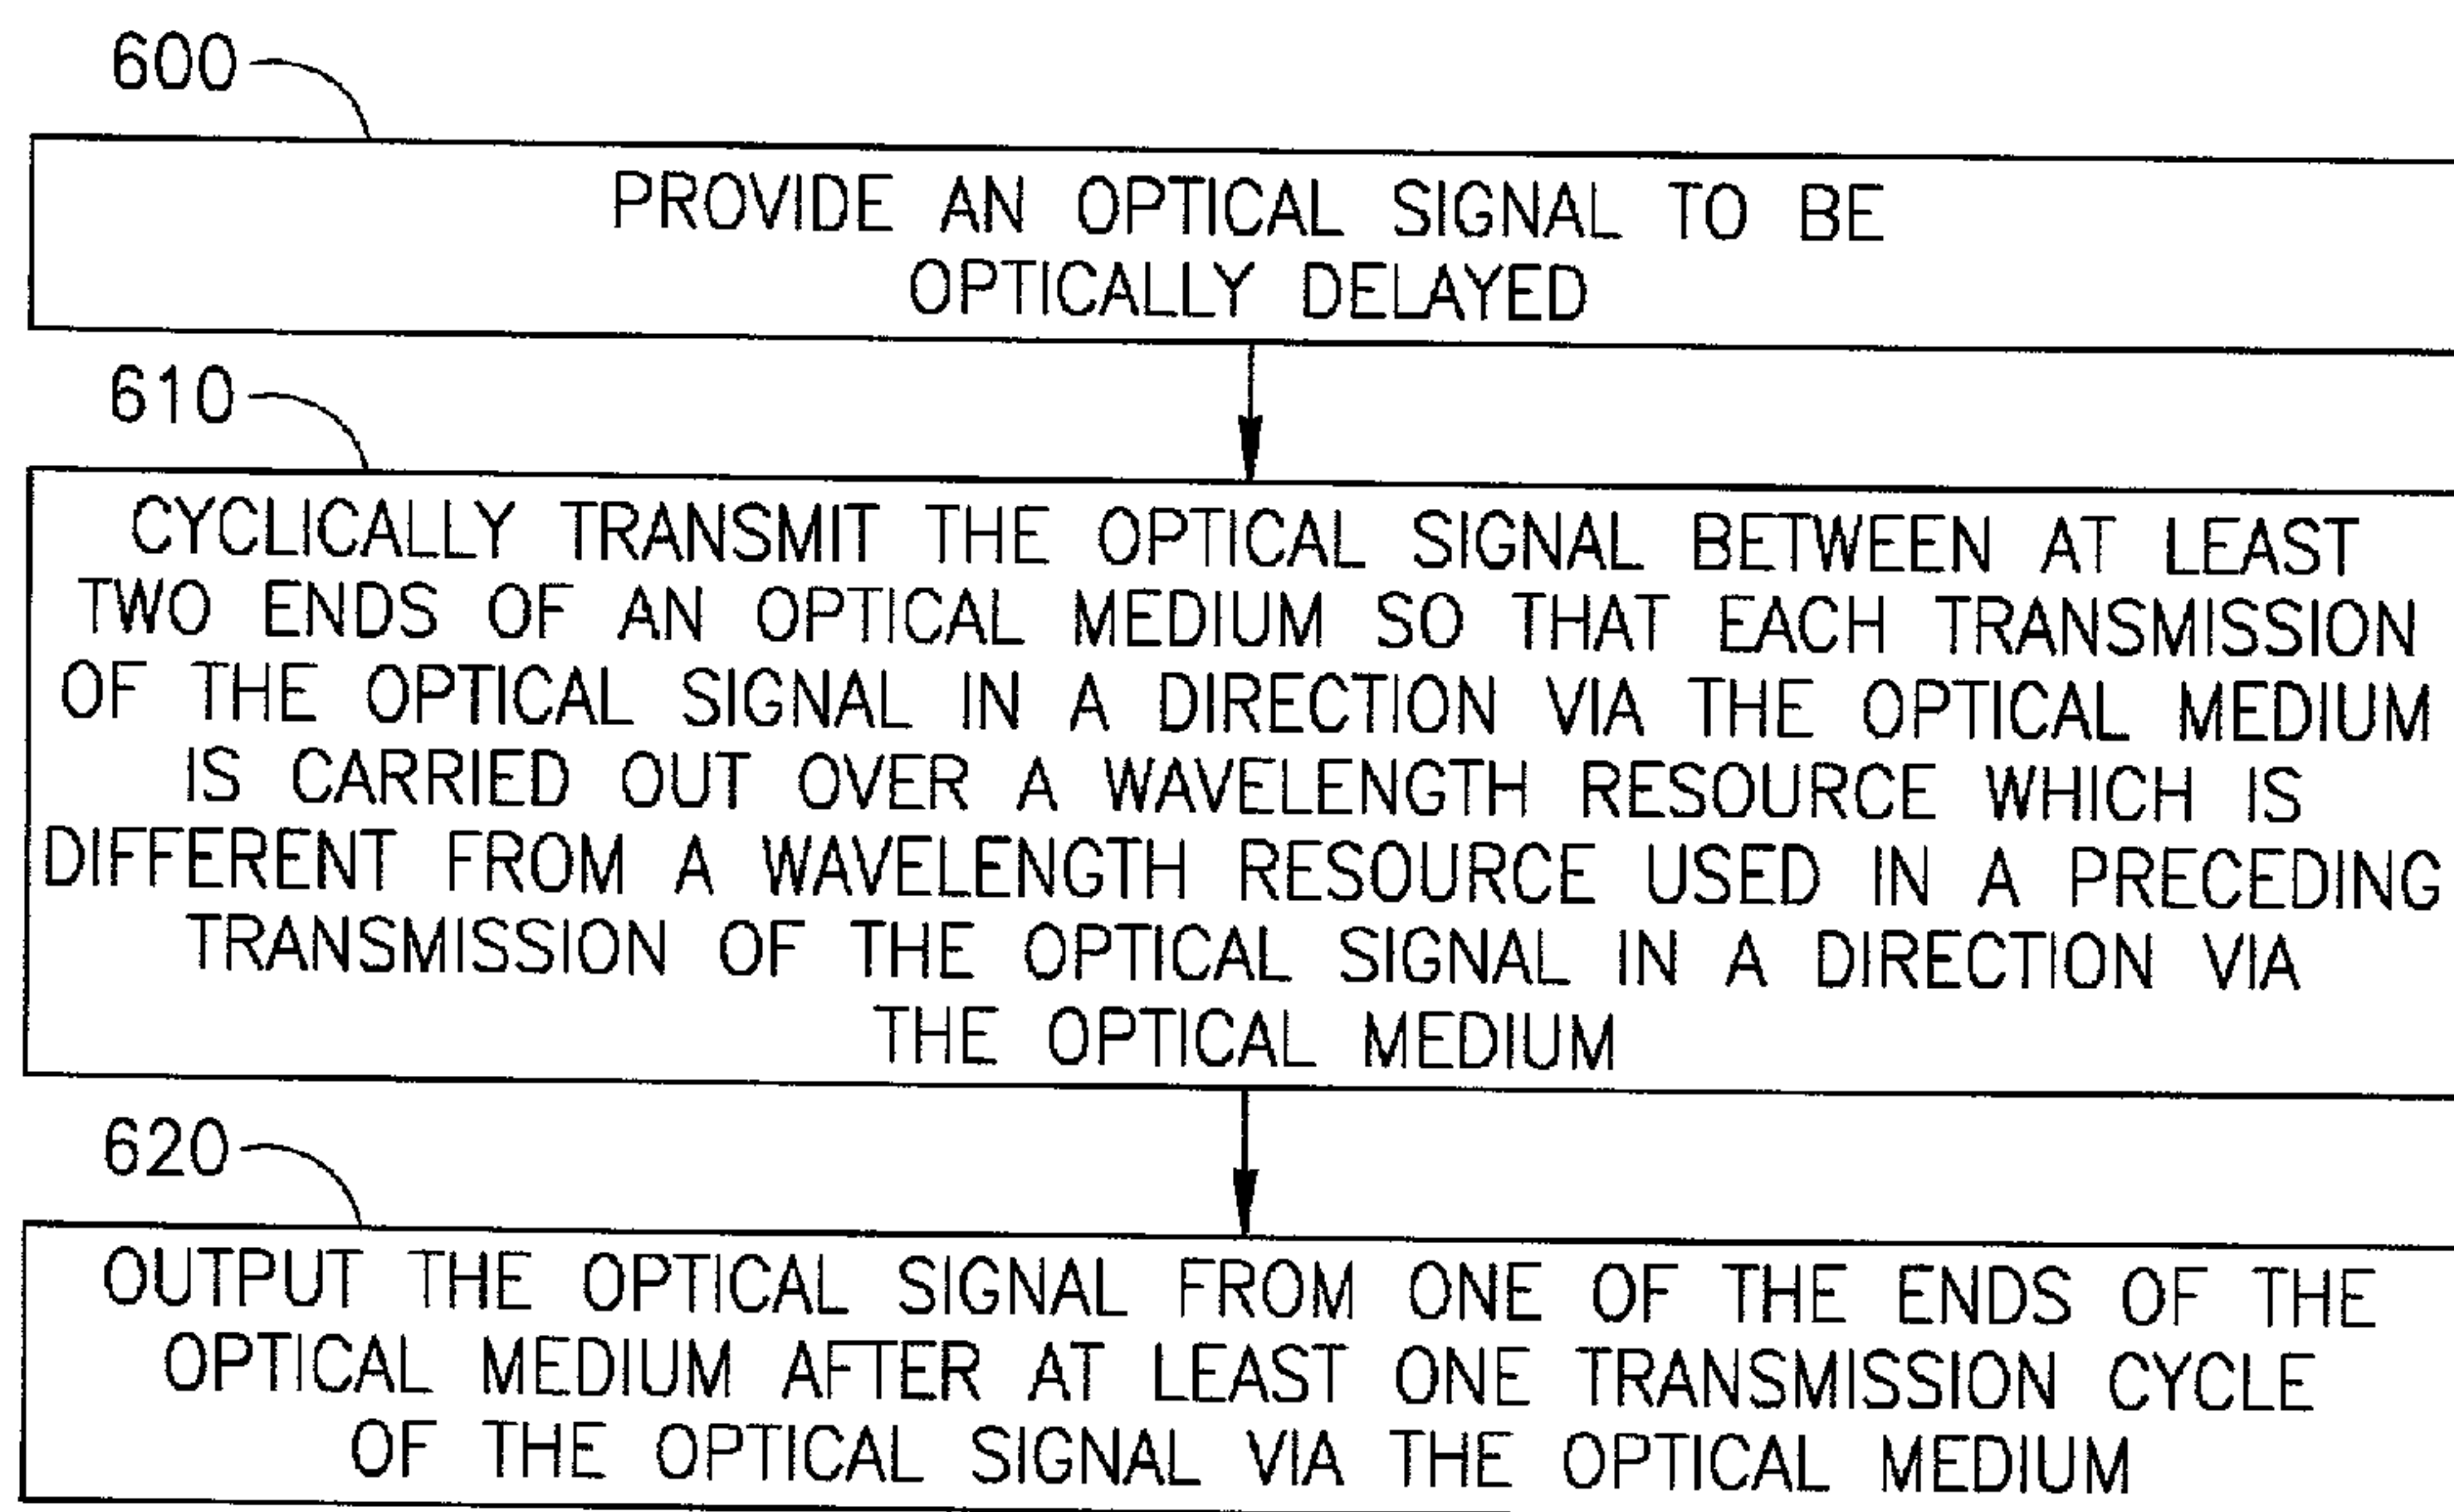 600
PROVIDE AN OPTICAL SIGNAL TO BE
OPTICALLY DELAYED
610
CYCLICALLY TRANSMIT THE OPTICAL SIGNAL BETWEEN AT LEAST
TWO ENDS OF AN OPTICAL MEDIUM SO THAT EACH TRANSMISSION
OF THE OPTICAL SIGNAL IN A DIRECTION VIA THE OPTICAL MEDIUM
IS CARRIED OUT OVER A WAVELENGTH RESOURCE WHICH IS
DIFFERENT FROM A WAVELENGTH RESOURCE USED IN A PRECEDING
TRANSMISSION OF THE OPTICAL SIGNAL IN A DIRECTION VIA
THE OPTICAL MEDIUM
620
OUTPUT THE OPTICAL SIGNAL FROM ONE OF THE ENDS OF THE
OPTICAL MEDIUM AFTER AT LEAST ONE TRANSMISSION CYCLE
OF THE OPTICAL SIGNAL VIA THE OPTICAL MEDIUM